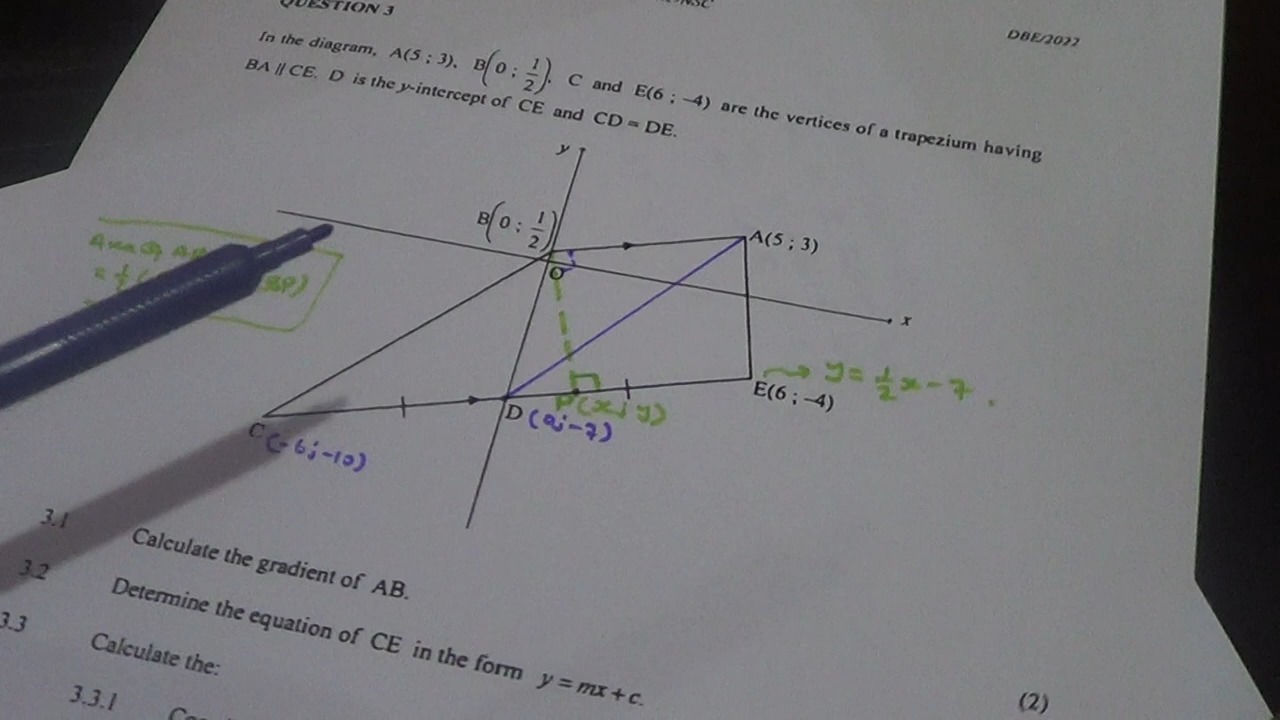 QUESTION 3
NSC
DBE/2022
In the diagram, A(5 ; 3), B(0 ; 1/2), C and E(6 ; –4) are the vertices of a trapezium having
BA // CE. D is the y-intercept of CE and CD = DE.
y
B(0 ; 1/2)
A(5 ; 3)
O
x
= 1/2
E(6 ; –4)
y = 1/2x – 7
P(x; y)
D (0; –7)
C (–6; –10)
3.1 Calculate the gradient of AB.
3.2 Determine the equation of CE in the form y = mx + c. (2)
3.3 Calculate the:
3.3.1